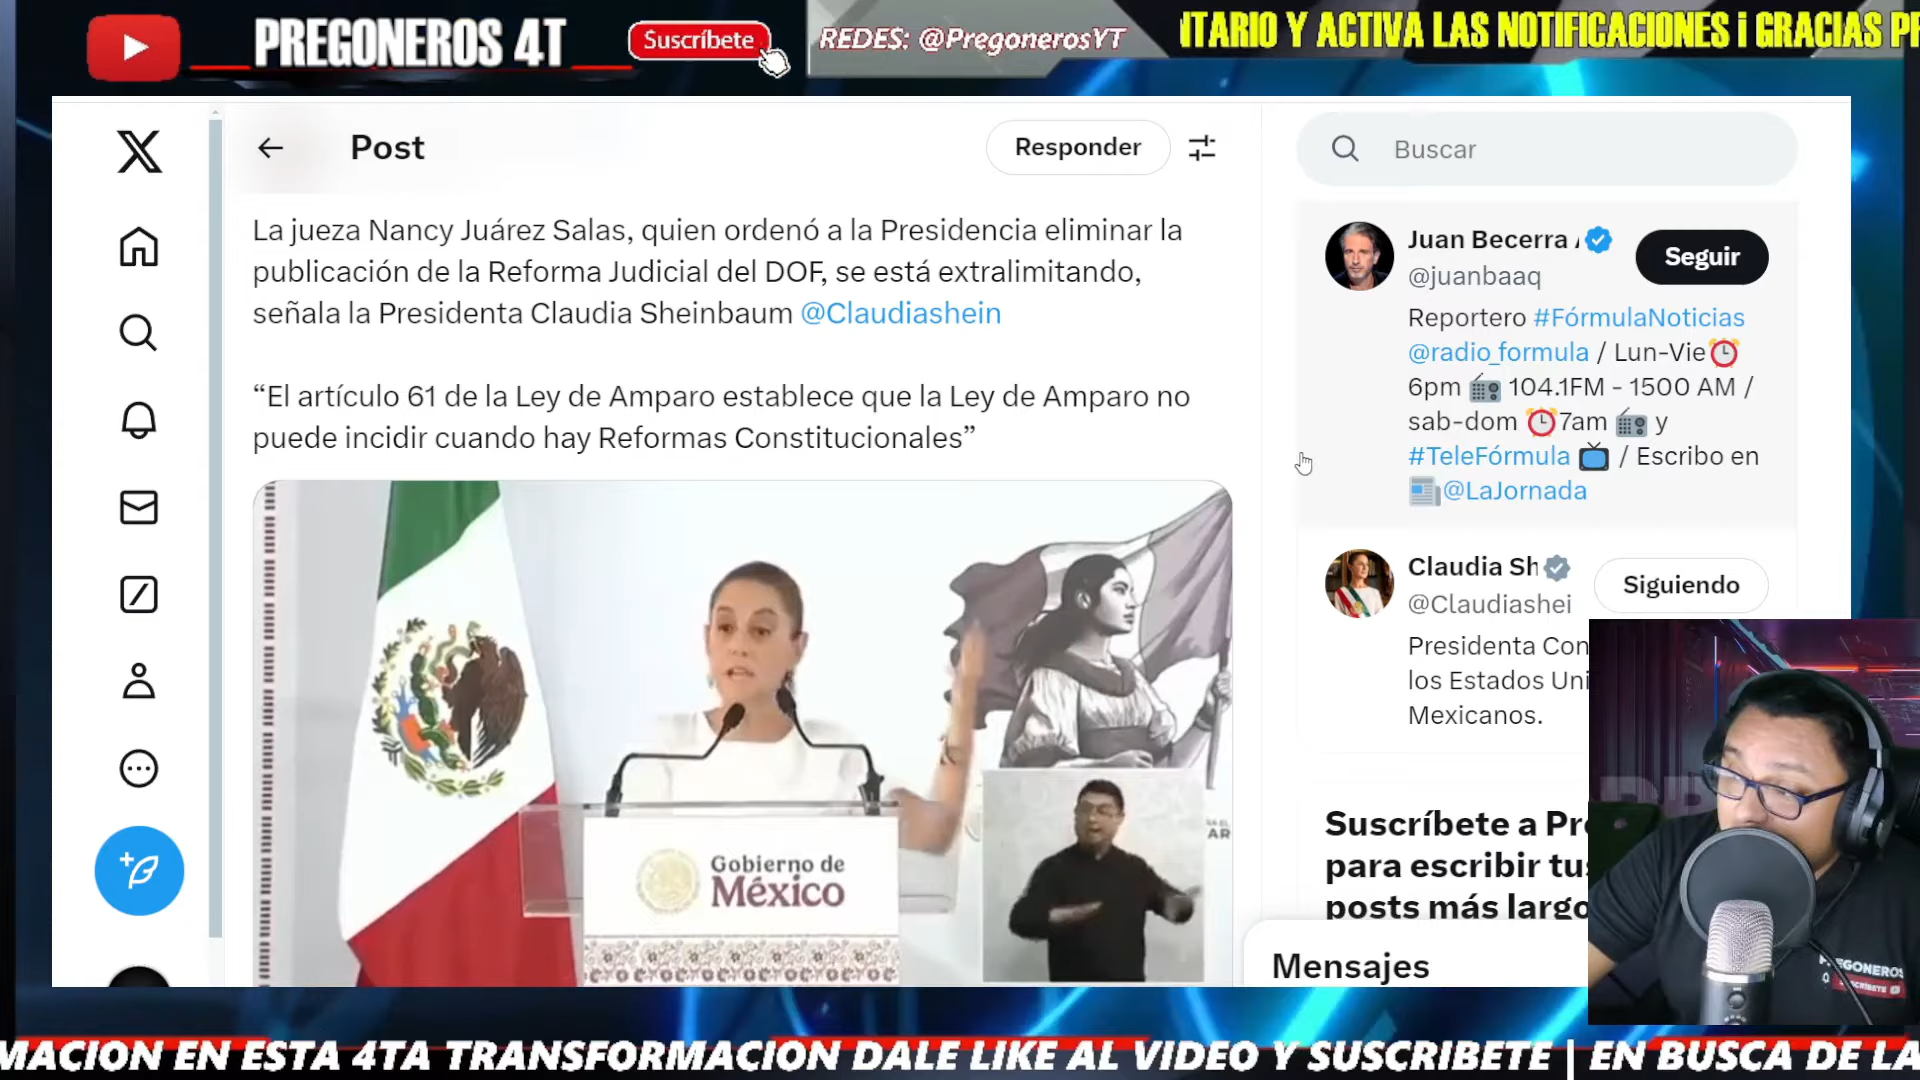 PREGONEROS 4T
Suscríbete
REDES: @PregonerosYT
ITARIO Y ACTIVA LAS NOTIFICACIONES ¡ GRACIAS
Post
Responder
Buscar
La jueza Nancy Juárez Salas, quien ordenó a la Presidencia eliminar la
publicación de la Reforma Judicial del DOF, se está extralimitando,
señala la Presidenta Claudia Sheinbaum @Claudiashein
“El artículo 61 de la Ley de Amparo establece que la Ley de Amparo no
puede incidir cuando hay Reformas Constitucionales”
Gobierno de
México
AR
Juan Becerra
Seguir
@juanbaaq
Reportero #FórmulaNoticias
@radio_formula / Lun-Vie⏰
6pm 📻 104.1FM - 1500 AM /
sab-dom ⏰7am 📻 y
#TeleFórmula 📺 / Escribo en
📰@LaJornada
Claudia Sh
Siguiendo
@Claudiashei
Presidenta Con
los Estados Uni
Mexicanos.
Suscríbete a Pr
para escribir tus
posts más largo
Mensajes
PREGONEROS
SUSCRÍBETE
MACION EN ESTA 4TA TRANSFORMACION DALE LIKE AL VIDEO Y SUSCRIBETE | EN BUSCA DE LA